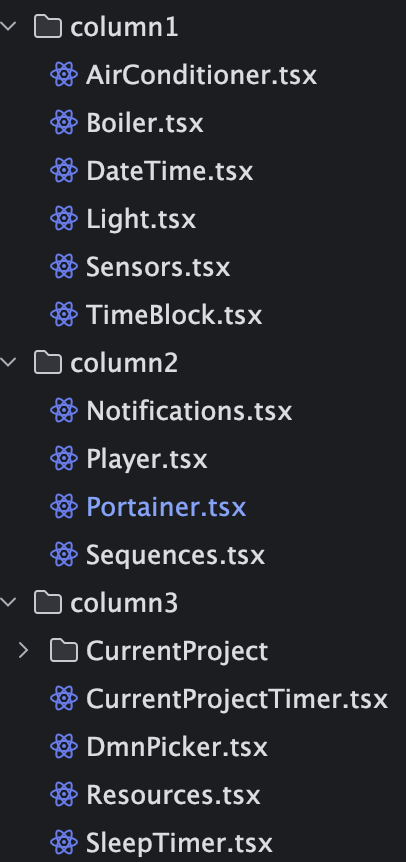 column1
AirConditioner.tsx
Boiler.tsx
DateTime.tsx
Light.tsx
Sensors.tsx
TimeBlock.tsx
column2
Notifications.tsx
Player.tsx
Portainer.tsx
Sequences.tsx
column3
CurrentProject
CurrentProjectTimer.tsx
DmnPicker.tsx
Resources.tsx
SleepTimer.tsx